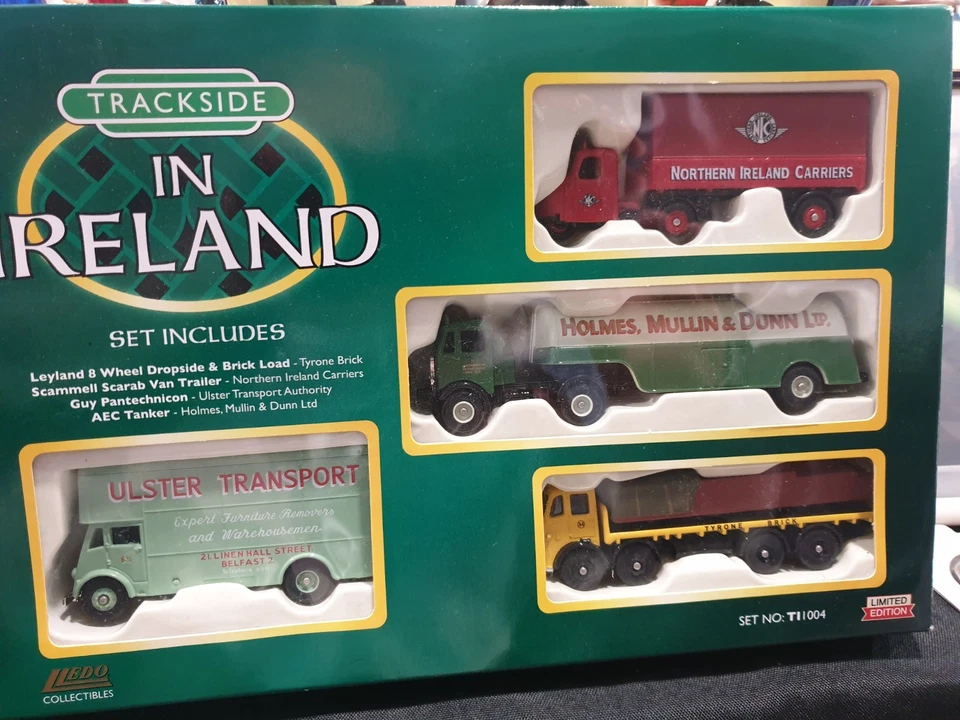 TRACKSIDE
IN
IRELAND
SET INCLUDES
Leyland 8 Wheel Dropside & Brick Load - Tyrone Brick
Scammell Scarab Van Trailer - Northern Ireland Carriers
Guy Pantechnicon - Ulster Transport Authority
AEC Tanker - Holmes, Mullin & Dunn Ltd
NIC
NORTHERN IRELAND CARRIERS
HOLMES, MULLIN & DUNN LTD.
ULSTER TRANSPORT
Expert Furniture Removers
and Warehousemen
21, LINEN HALL STREET
BELFAST 2
TYRONE BRICK
SET NO: TI1004
LIMITED
EDITION
LLEDO
COLLECTIBLES